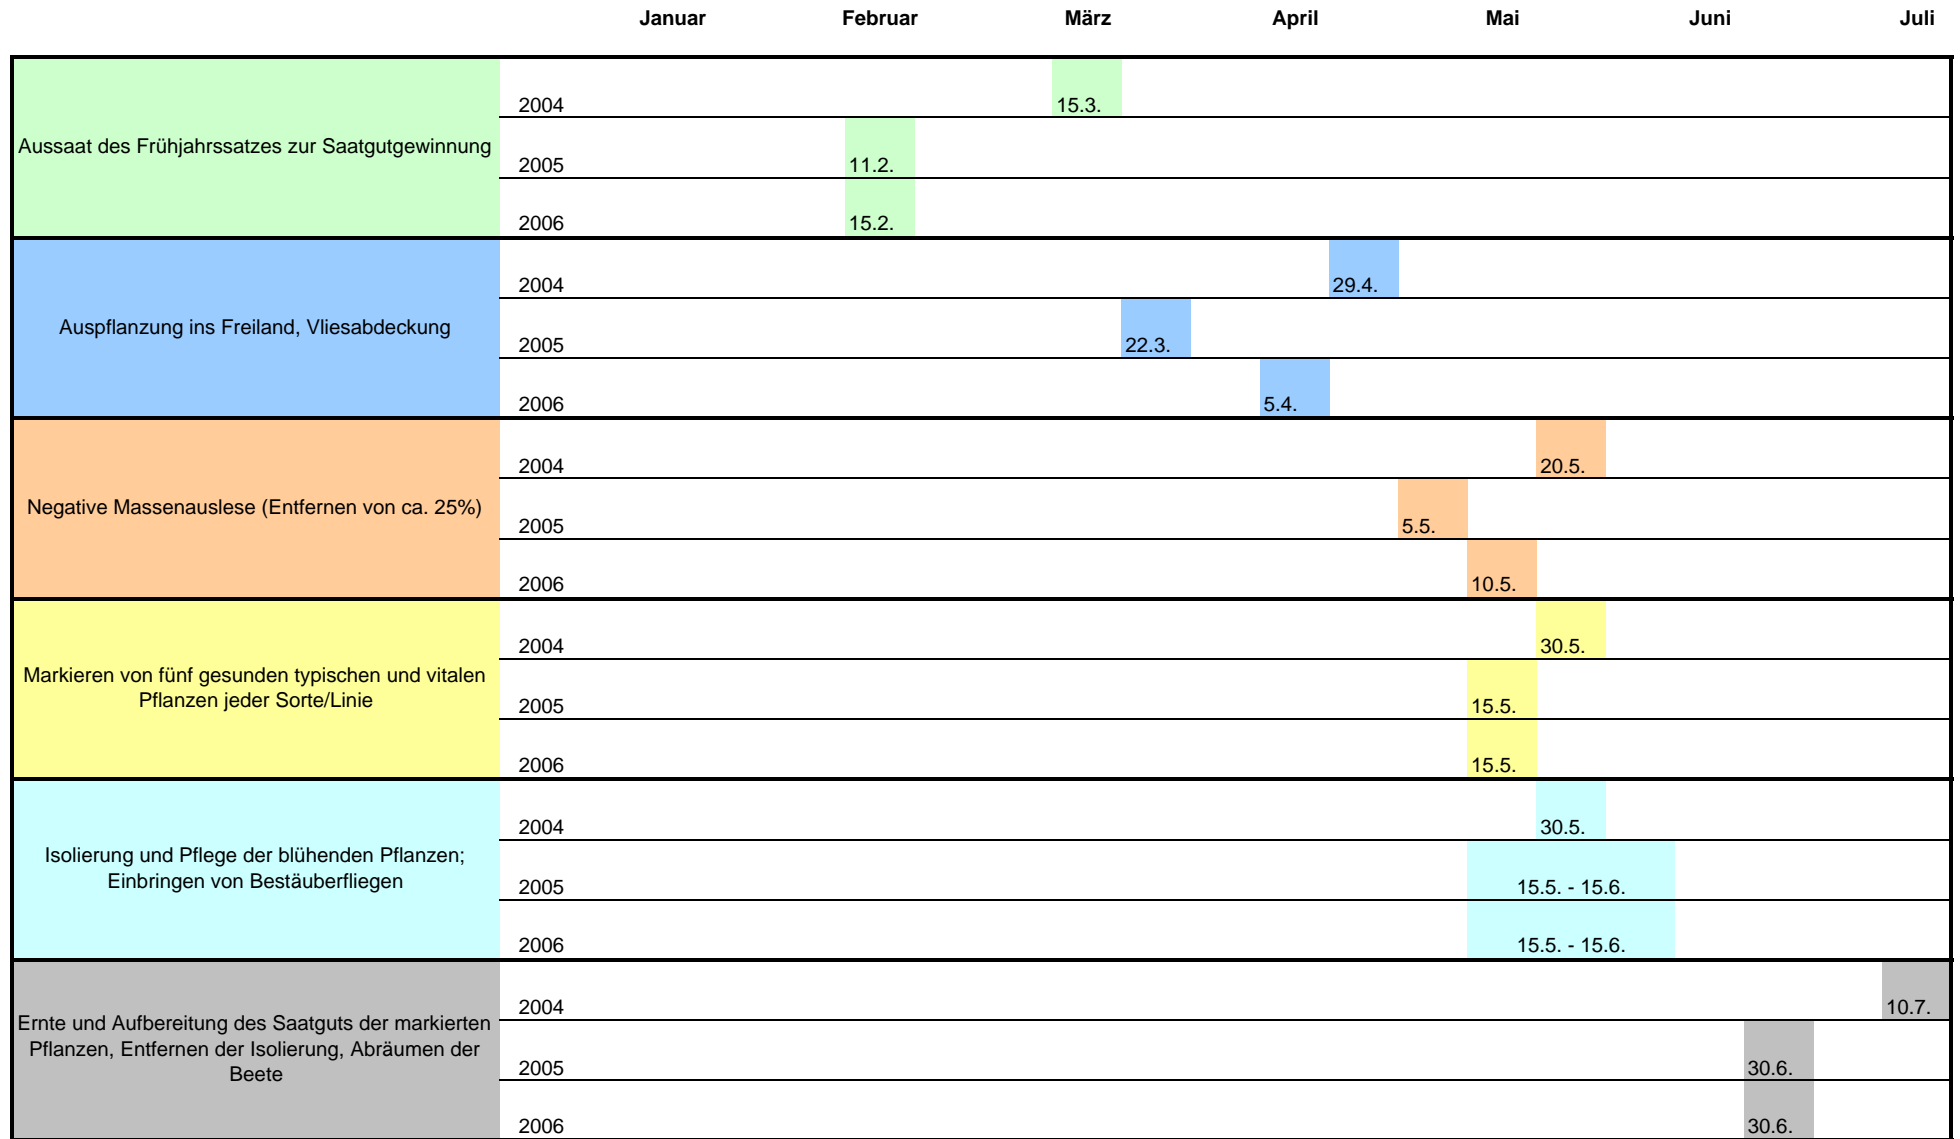 Januar Februar März April Mai Juni Juli
2004 15.3.
Aussaat des Frühjahrssatzes zur Saatgutgewinnung
2005 11.2.
2006 15.2.
2004 29.4.
Auspflanzung ins Freiland, Vliesabdeckung
2005 22.3.
2006 5.4.
2004 20.5.
Negative Massenauslese (Entfernen von ca. 25%)
2005 5.5.
2006 10.5.
2004 30.5.
Markieren von fünf gesunden typischen und vitalen
Pflanzen jeder Sorte/Linie
2005 15.5.
2006 15.5.
2004 30.5.
Isolierung und Pflege der blühenden Pflanzen;
Einbringen von Bestäuberfliegen
2005 15.5. - 15.6.
2006 15.5. - 15.6.
2004 10.7.
Ernte und Aufbereitung des Saatguts der markierten
Pflanzen, Entfernen der Isolierung, Abräumen der
Beete
2005 30.6.
2006 30.6.